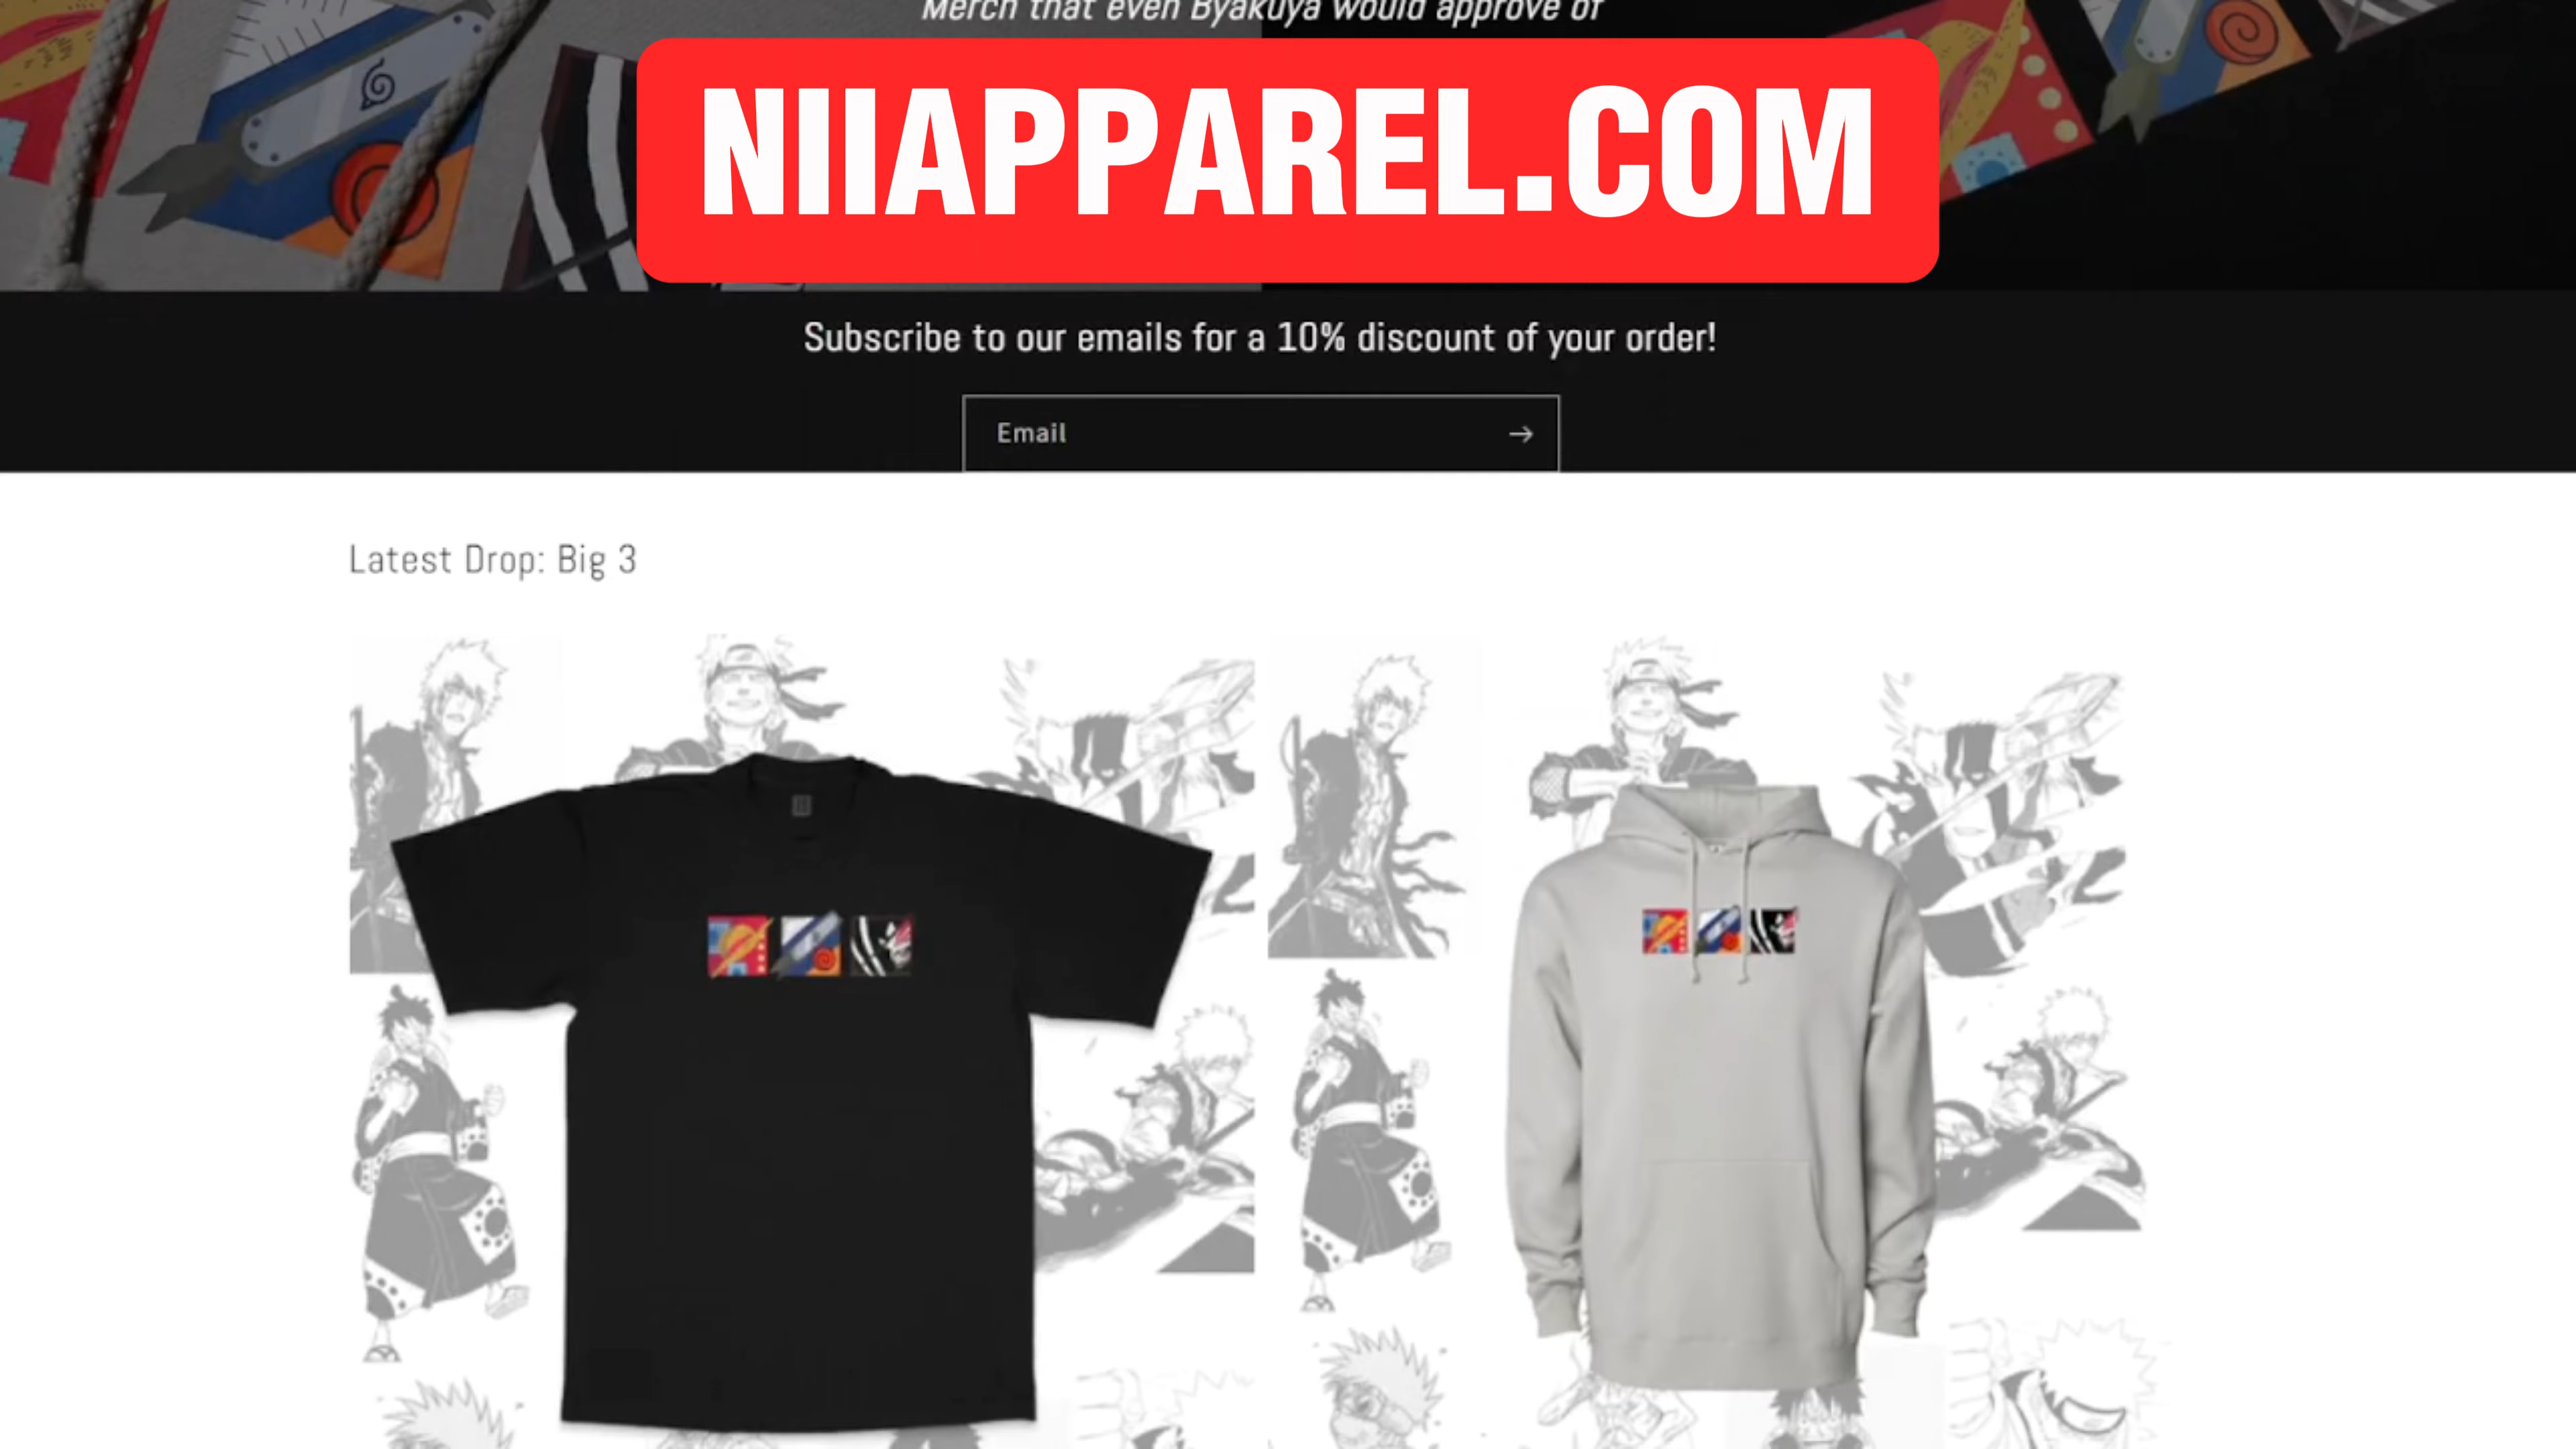 Merch that even Byakuya would approve of
NIIAPPAREL.COM
Subscribe to our emails for a 10% discount of your order!
Email
Latest Drop: Big 3